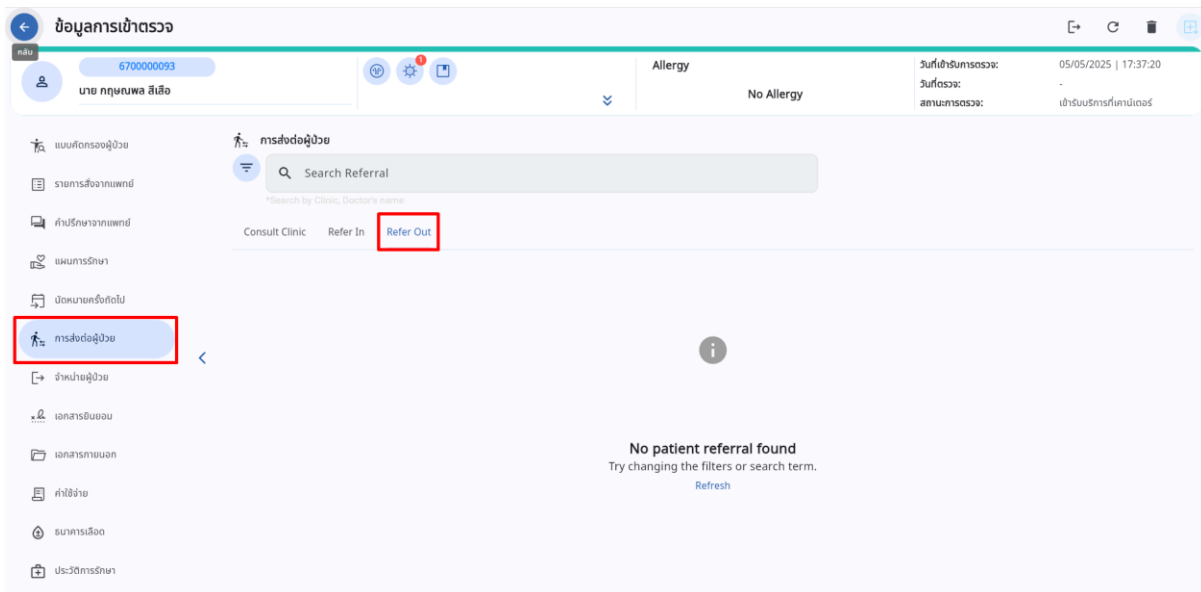 ข้อมูลการเข้าตรวจ
กลับ
6700000093
นาย กฤษณพล สีเสือ
1
Allergy
No Allergy
วันที่เข้ารับการตรวจ: 05/05/2025 | 17:37:20
วันที่ตรวจ: -
สถานะการตรวจ: เข้ารับบริการที่เคาน์เตอร์
แบบคัดกรองผู้ป่วย
รายการสั่งจากแพทย์
คำปรึกษาจากแพทย์
แผนการรักษา
นัดหมายครั้งถัดไป
การส่งต่อผู้ป่วย
จำหน่ายผู้ป่วย
เอกสารยินยอม
เอกสารภายนอก
ค่าใช้จ่าย
ธนาคารเลือด
ประวัติการรักษา
การส่งต่อผู้ป่วย
Search Referral
*Search by Clinic, Doctor's name
Consult Clinic Refer In Refer Out
No patient referral found
Try changing the filters or search term.
Refresh